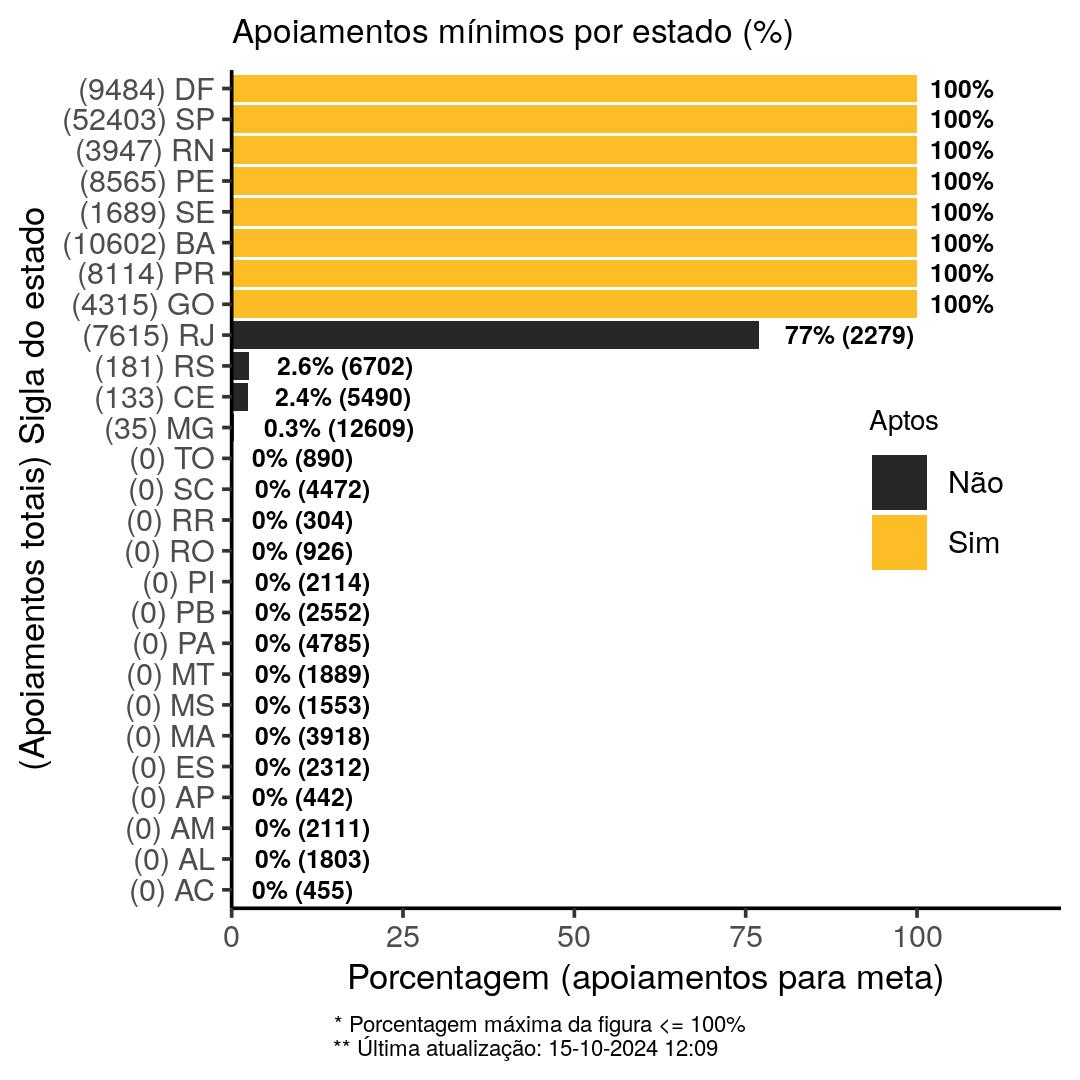 Apoiamentos mínimos por estado (%)
(Apoiamentos totais) Sigla do estado
(9484) DF 100%
(52403) SP 100%
(3947) RN 100%
(8565) PE 100%
(1689) SE 100%
(10602) BA 100%
(8114) PR 100%
(4315) GO 100%
(7615) RJ 77% (2279)
(181) RS 2.6% (6702)
(133) CE 2.4% (5490)
(35) MG 0.3% (12609)
(0) TO 0% (890)
(0) SC 0% (4472)
(0) RR 0% (304)
(0) RO 0% (926)
(0) PI 0% (2114)
(0) PB 0% (2552)
(0) PA 0% (4785)
(0) MT 0% (1889)
(0) MS 0% (1553)
(0) MA 0% (3918)
(0) ES 0% (2312)
(0) AP 0% (442)
(0) AM 0% (2111)
(0) AL 0% (1803)
(0) AC 0% (455)
Aptos
Não
Sim
0 25 50 75 100
Porcentagem (apoiamentos para meta)
* Porcentagem máxima da figura <= 100%
** Última atualização: 15-10-2024 12:09